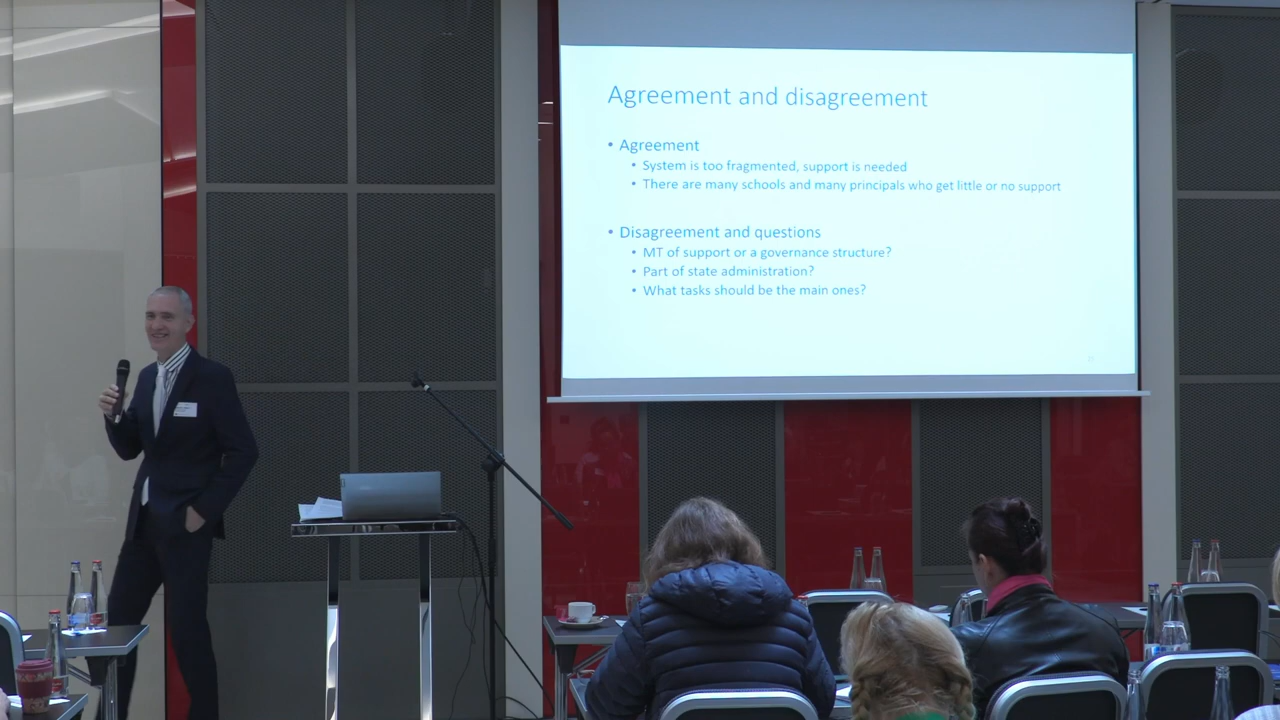 Agreement and disagreement
• Agreement
• System is too fragmented, support is needed
• There are many schools and many principals who get little or no support
• Disagreement and questions
• MT of support or a governance structure?
• Part of state administration?
• What tasks should be the main ones?